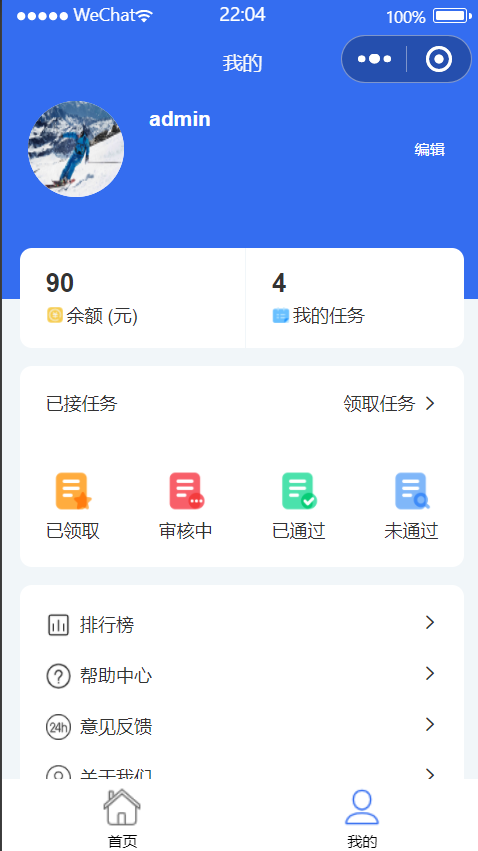 WeChat 22:04 100%
我的
admin
编辑
90 4
余额 (元) 我的任务
已接任务 领取任务
已领取 审核中 已通过 未通过
排行榜
帮助中心
24h 意见反馈
关于我们
首页 我的